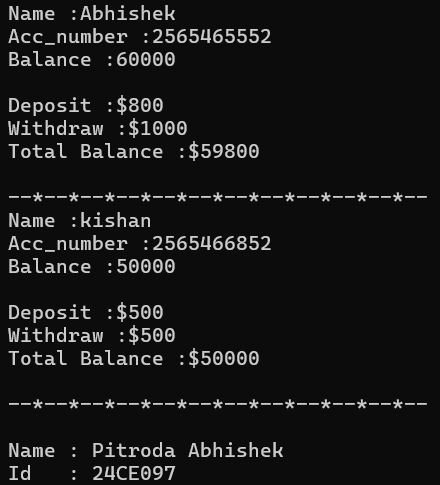 Name :Abhishek
Acc_number :2565465552
Balance :60000
Deposit :$800
Withdraw :$1000
Total Balance :$59800
--*--*--*--*--*--*--*--*--*--*--*--
Name :kishan
Acc_number :2565466852
Balance :50000
Deposit :$500
Withdraw :$500
Total Balance :$50000
--*--*--*--*--*--*--*--*--*--*--*--
Name : Pitroda Abhishek
Id   : 24CE097